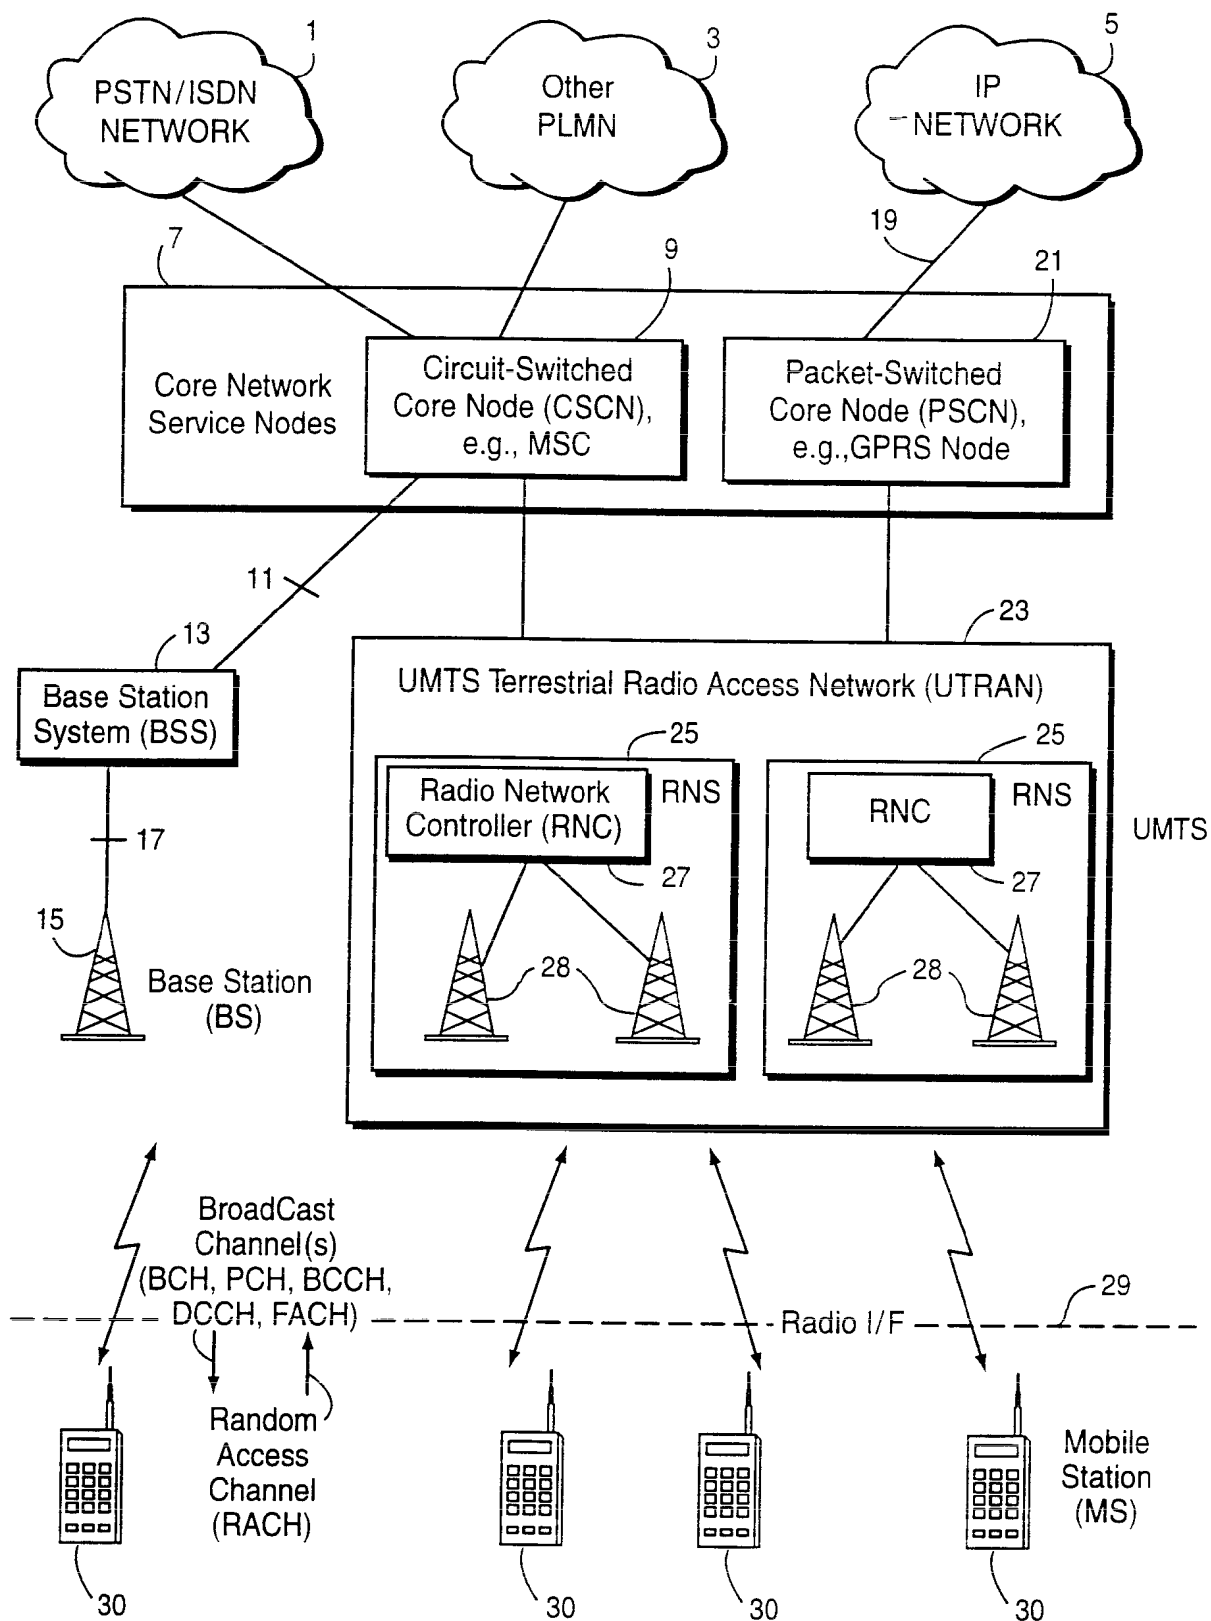 1
PSTN/ISDN
NETWORK
3
Other
PLMN
5
IP
NETWORK
7
9
19
21
Core Network
Service Nodes
Circuit-Switched
Core Node (CSCN),
e.g., MSC
Packet-Switched
Core Node (PSCN),
e.g.,GPRS Node
11
13
Base Station
System (BSS)
23
UMTS Terrestrial Radio Access Network (UTRAN)
25
25
Radio Network
Controller (RNC)
RNS
RNC
RNS
UMTS
17
27
27
15
Base Station
(BS)
28
28
BroadCast
Channel(s)
(BCH, PCH, BCCH,
DCCH, FACH)
Radio I/F
29
Random
Access
Channel
(RACH)
Mobile
Station
(MS)
30
30
30
30